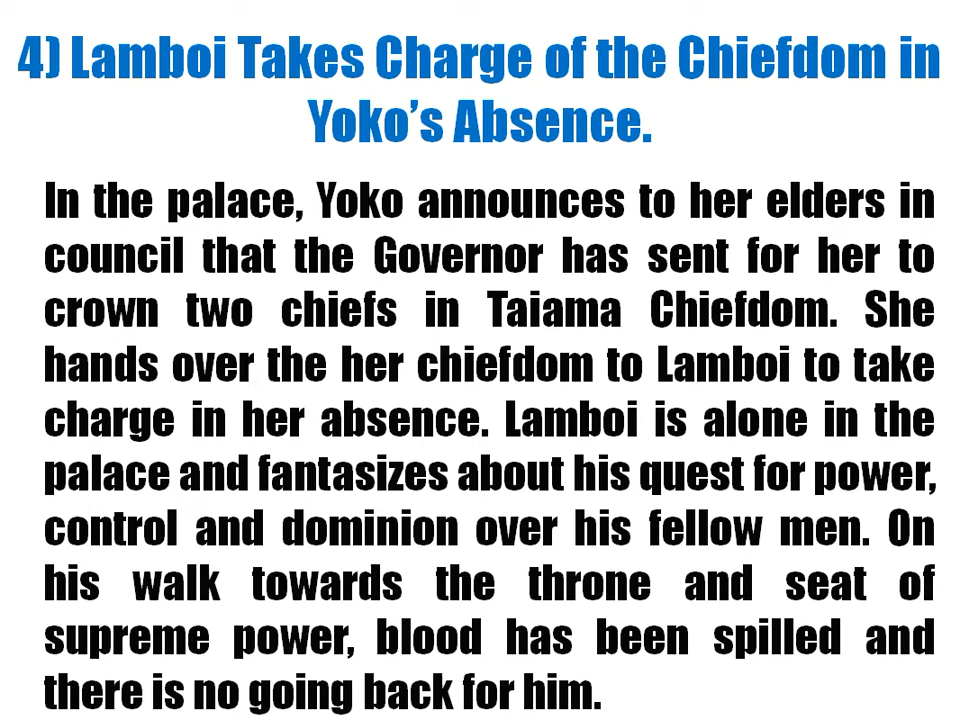 4) Lamboi Takes Charge of the Chiefdom in
Yoko’s Absence.
In the palace, Yoko announces to her elders in
council that the Governor has sent for her to
crown two chiefs in Taiama Chiefdom. She
hands over the her chiefdom to Lamboi to take
charge in her absence. Lamboi is alone in the
palace and fantasizes about his quest for power,
control and dominion over his fellow men. On
his walk towards the throne and seat of
supreme power, blood has been spilled and
there is no going back for him.